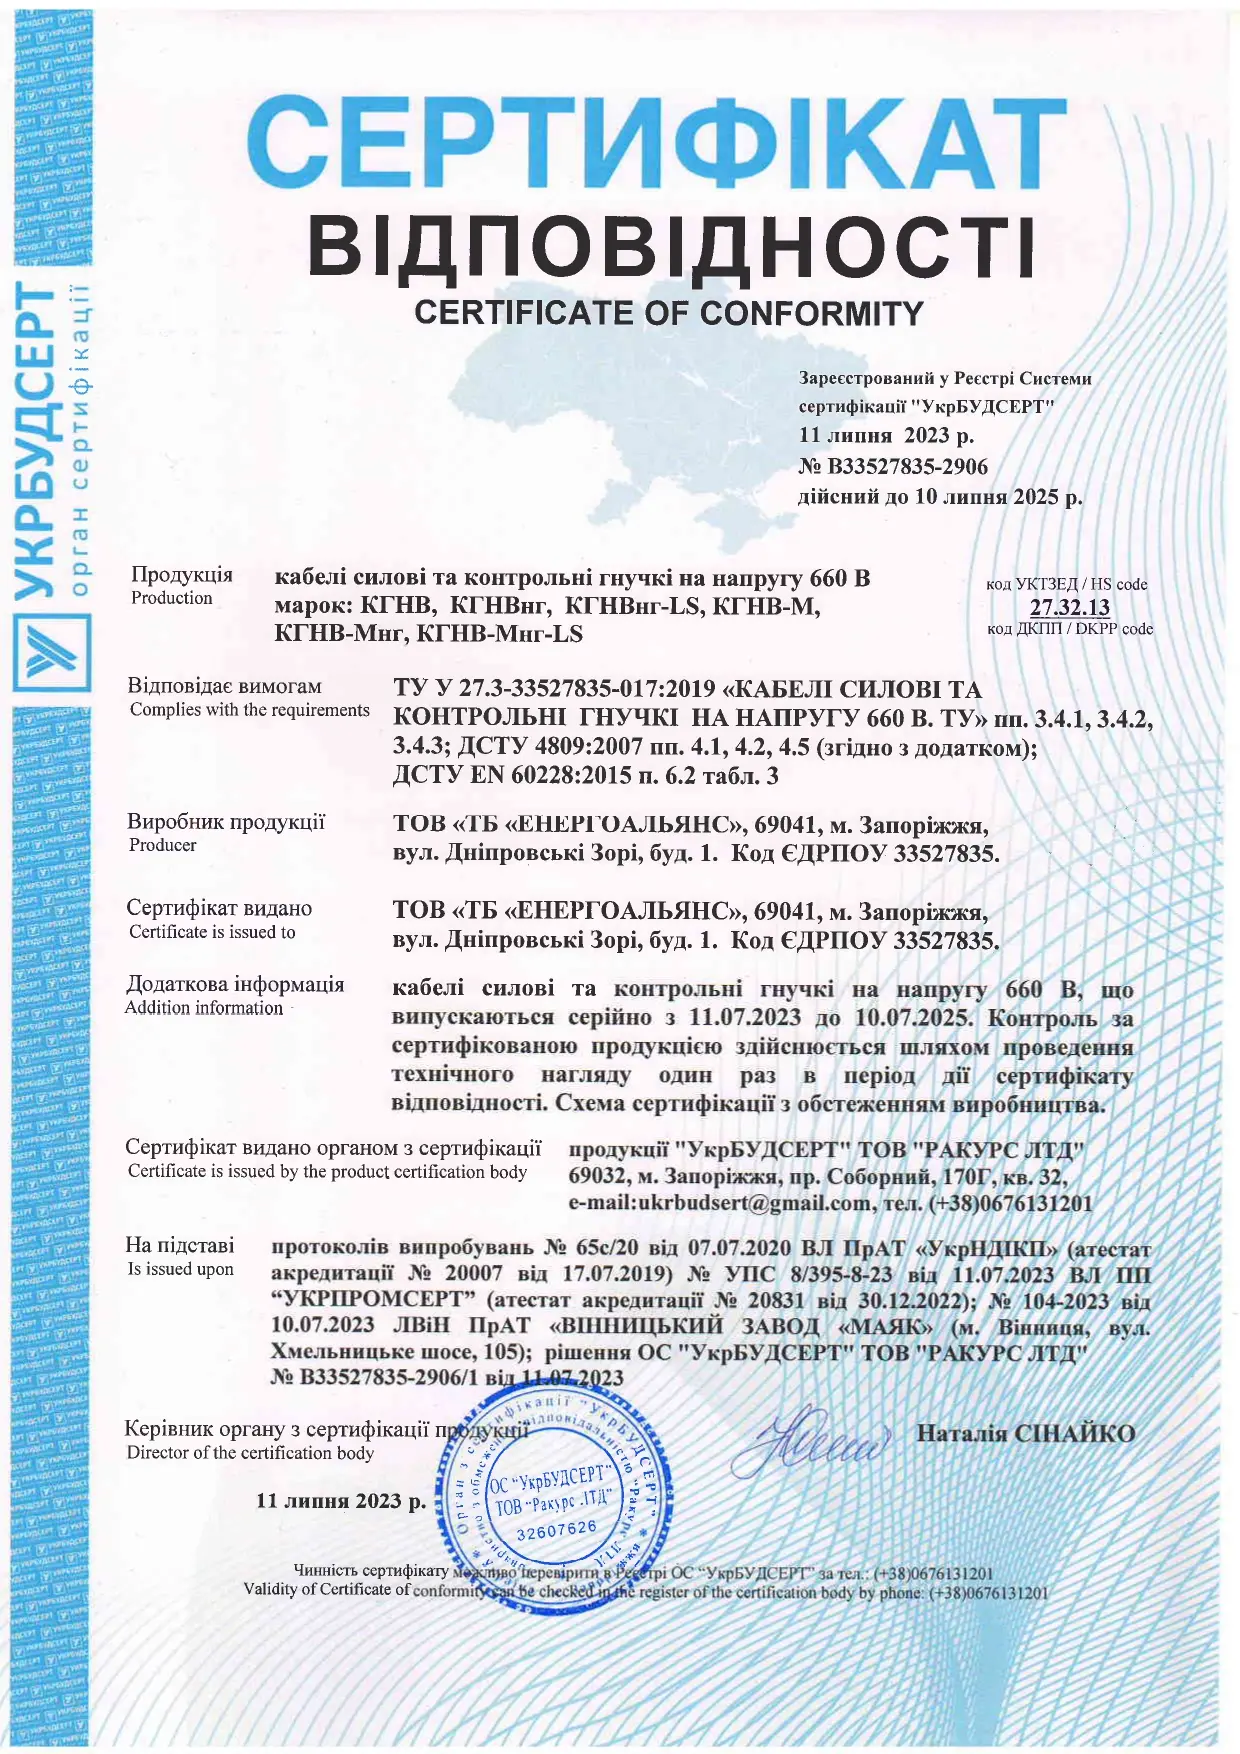 СЕРТИФІКАТ
ВІДПОВІДНОСТІ
CERTIFICATE OF CONFORMITY
УКРБУДСЕРТ
орган сертифікації
Зареєстрований у Реєстрі Системи
сертифікації "УкрБУДСЕРТ"
11 липня 2023 р.
№ В33527835-2906
дійсний до 10 липня 2025 р.
Продукція
Production
кабелі силові та контрольні гнучкі на напругу 660 В
марок: КГНВ, КГНВнг, КГНВнг-LS, КГНВ-М,
КГНВ-Мнг, КГНВ-Мнг-LS
код УКТЗЕД / HS code
27.32.13
код ДКПП / DKPP code
Відповідає вимогам
Complies with the requirements
ТУ У 27.3-33527835-017:2019 «КАБЕЛІ СИЛОВІ ТА
КОНТРОЛЬНІ ГНУЧКІ НА НАПРУГУ 660 В. ТУ» пп. 3.4.1, 3.4.2,
3.4.3; ДСТУ 4809:2007 пп. 4.1, 4.2, 4.5 (згідно з додатком);
ДСТУ EN 60228:2015 п. 6.2 табл. 3
Виробник продукції
Producer
ТОВ «ТБ «ЕНЕРГОАЛЬЯНС», 69041, м. Запоріжжя,
вул. Дніпровські Зорі, буд. 1. Код ЄДРПОУ 33527835.
Сертифікат видано
Certificate is issued to
ТОВ «ТБ «ЕНЕРГОАЛЬЯНС», 69041, м. Запоріжжя,
вул. Дніпровські Зорі, буд. 1. Код ЄДРПОУ 33527835.
Додаткова інформація
Addition information
кабелі силові та контрольні гнучкі на напругу 660 В, що
випускаються серійно з 11.07.2023 до 10.07.2025. Контроль за
сертифікованою продукцією здійснюється шляхом проведення
технічного нагляду один раз в період дії сертифікату
відповідності. Схема сертифікації з обстеженням виробництва.
Сертифікат видано органом з сертифікації
Certificate is issued by the product certification body
продукції "УкрБУДСЕРТ" ТОВ "РАКУРС ЛТД"
69032, м. Запоріжжя, пр. Соборний, 170Г, кв. 32,
e-mail:ukrbudsert@gmail.com, тел. (+38)0676131201
На підставі
Is issued upon
протоколів випробувань № 65с/20 від 07.07.2020 ВЛ ПрАТ «УкрНДІКП» (атестат
акредитації № 20007 від 17.07.2019) № УПС 8/395-8-23 від 11.07.2023 ВЛ ПП
“УКРПРОМСЕРТ” (атестат акредитації № 20831 від 30.12.2022); № 104-2023 від
10.07.2023 ЛВіН ПрАТ «ВІННИЦЬКИЙ ЗАВОД «МАЯК» (м. Вінниця, вул.
Хмельницьке шосе, 105); рішення ОС "УкрБУДСЕРТ" ТОВ "РАКУРС ЛТД"
№ В33527835-2906/1 від 11.07.2023
Керівник органу з сертифікації продукції
Director of the certification body
Наталія СІНАЙКО
11 липня 2023 р.
ОС "УкрБУДСЕРТ"
ТОВ "Ракурс ЛТД"
32607626
Чинність сертифікату можливо перевірити в Реєстрі ОС “УкрБУДСЕРТ” за тел.: (+38)0676131201
Validity of Certificate of conformity can be checked in the register of the certification body by phone: (+38)0676131201